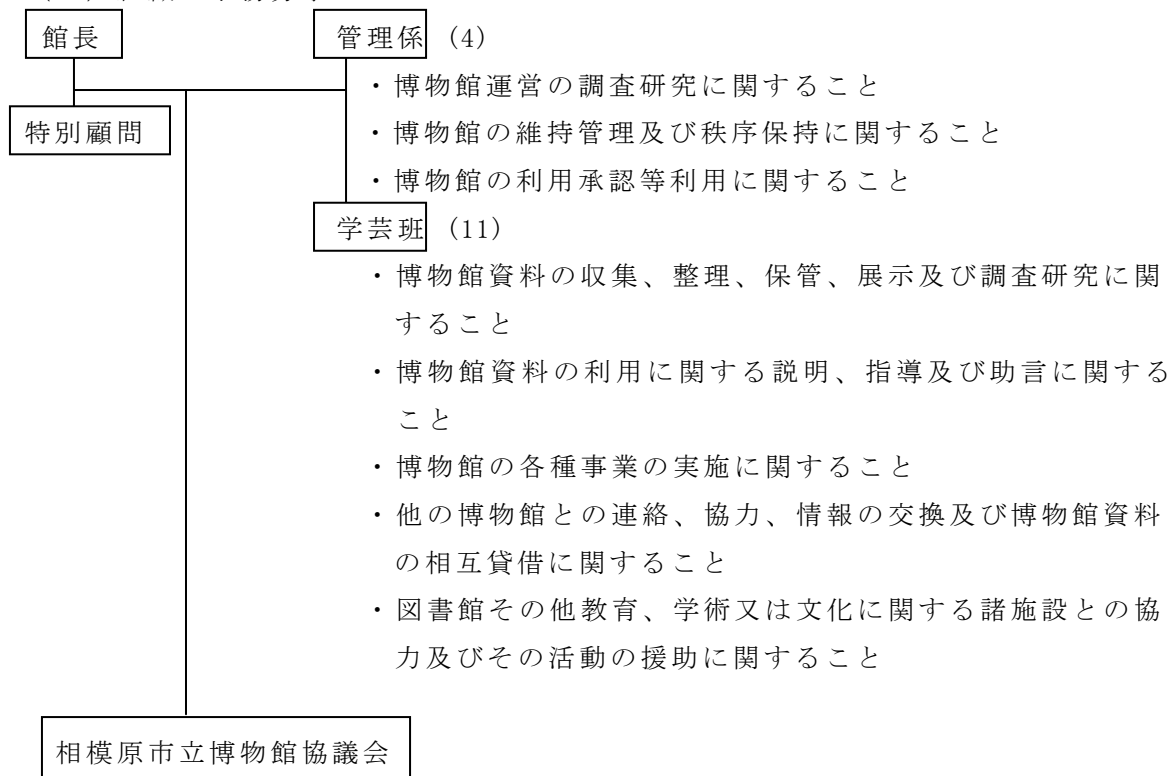 館長
管理係 (4)
・博物館運営の調査研究に関すること
特別顧問
・博物館の維持管理及び秩序保持に関すること
・博物館の利用承認等利用に関すること
学芸班 (11)
・博物館資料の収集、整理、保管、展示及び調査研究に関
すること
・博物館資料の利用に関する説明、指導及び助言に関する
こと
・博物館の各種事業の実施に関すること
・他の博物館との連絡、協力、情報の交換及び博物館資料
の相互貸借に関すること
・図書館その他教育、学術又は文化に関する諸施設との協
力及びその活動の援助に関すること
相模原市立博物館協議会